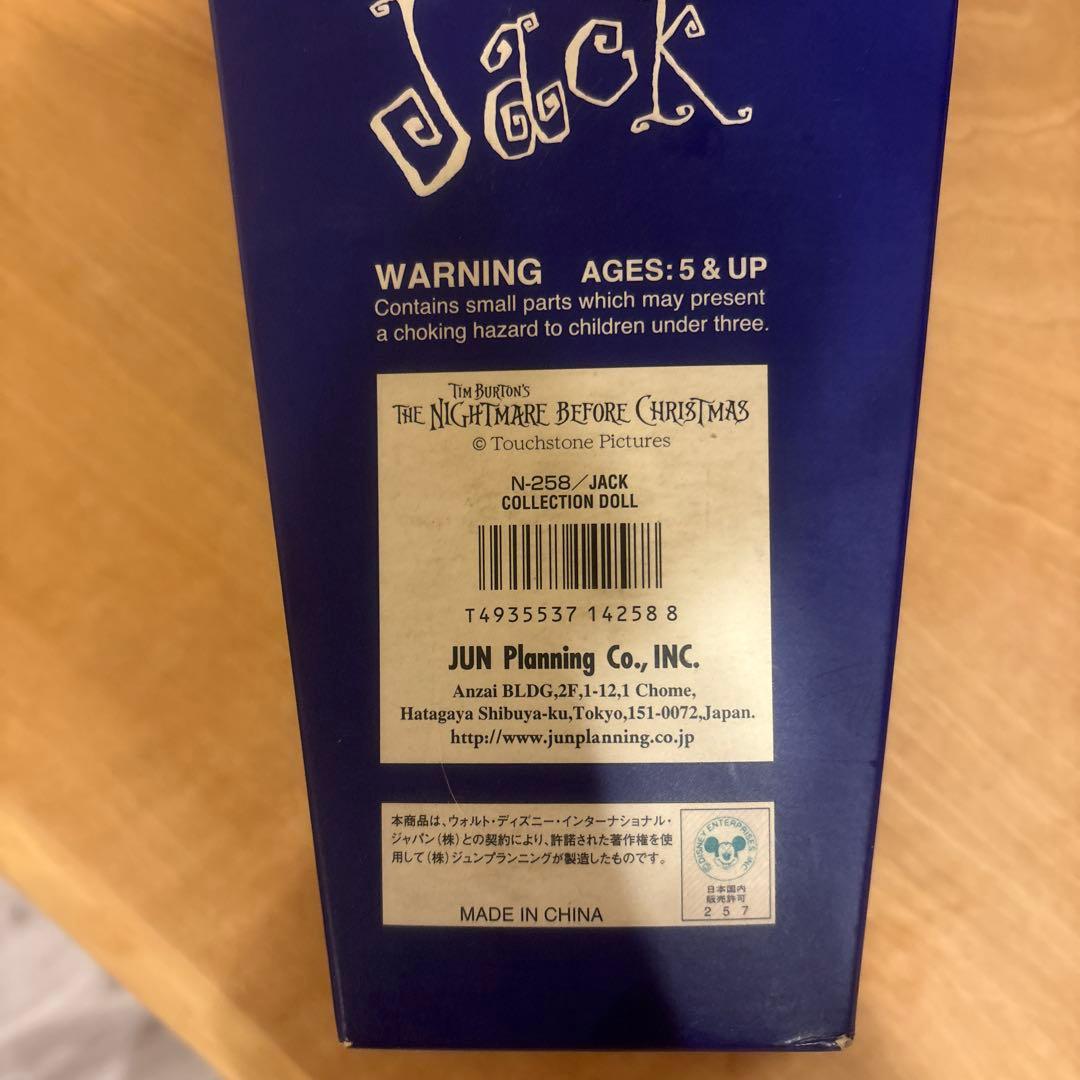 Jack
WARNING AGES: 5 & UP
Contains small parts which may present
a choking hazard to children under three.
TIM BURTON'S
THE NIGHTMARE BEFORE CHRISTMAS
© Touchstone Pictures
N-258/JACK
COLLECTION DOLL
T4935537 14258 8
JUN Planning Co., INC.
Anzai BLDG,2F,1-12,1 Chome,
Hatagaya Shibuya-ku,Tokyo,151-0072,Japan.
http://www.junplanning.co.jp
本商品は、ウォルト・ディズニー・インターナショナル・
ジャパン(株)との契約により、許諾された著作権を使
用して(株)ジュンプランニングが製造したものです。
MADE IN CHINA
©DISNEY ENTERPRISES INC
日本国内
販売許可
257